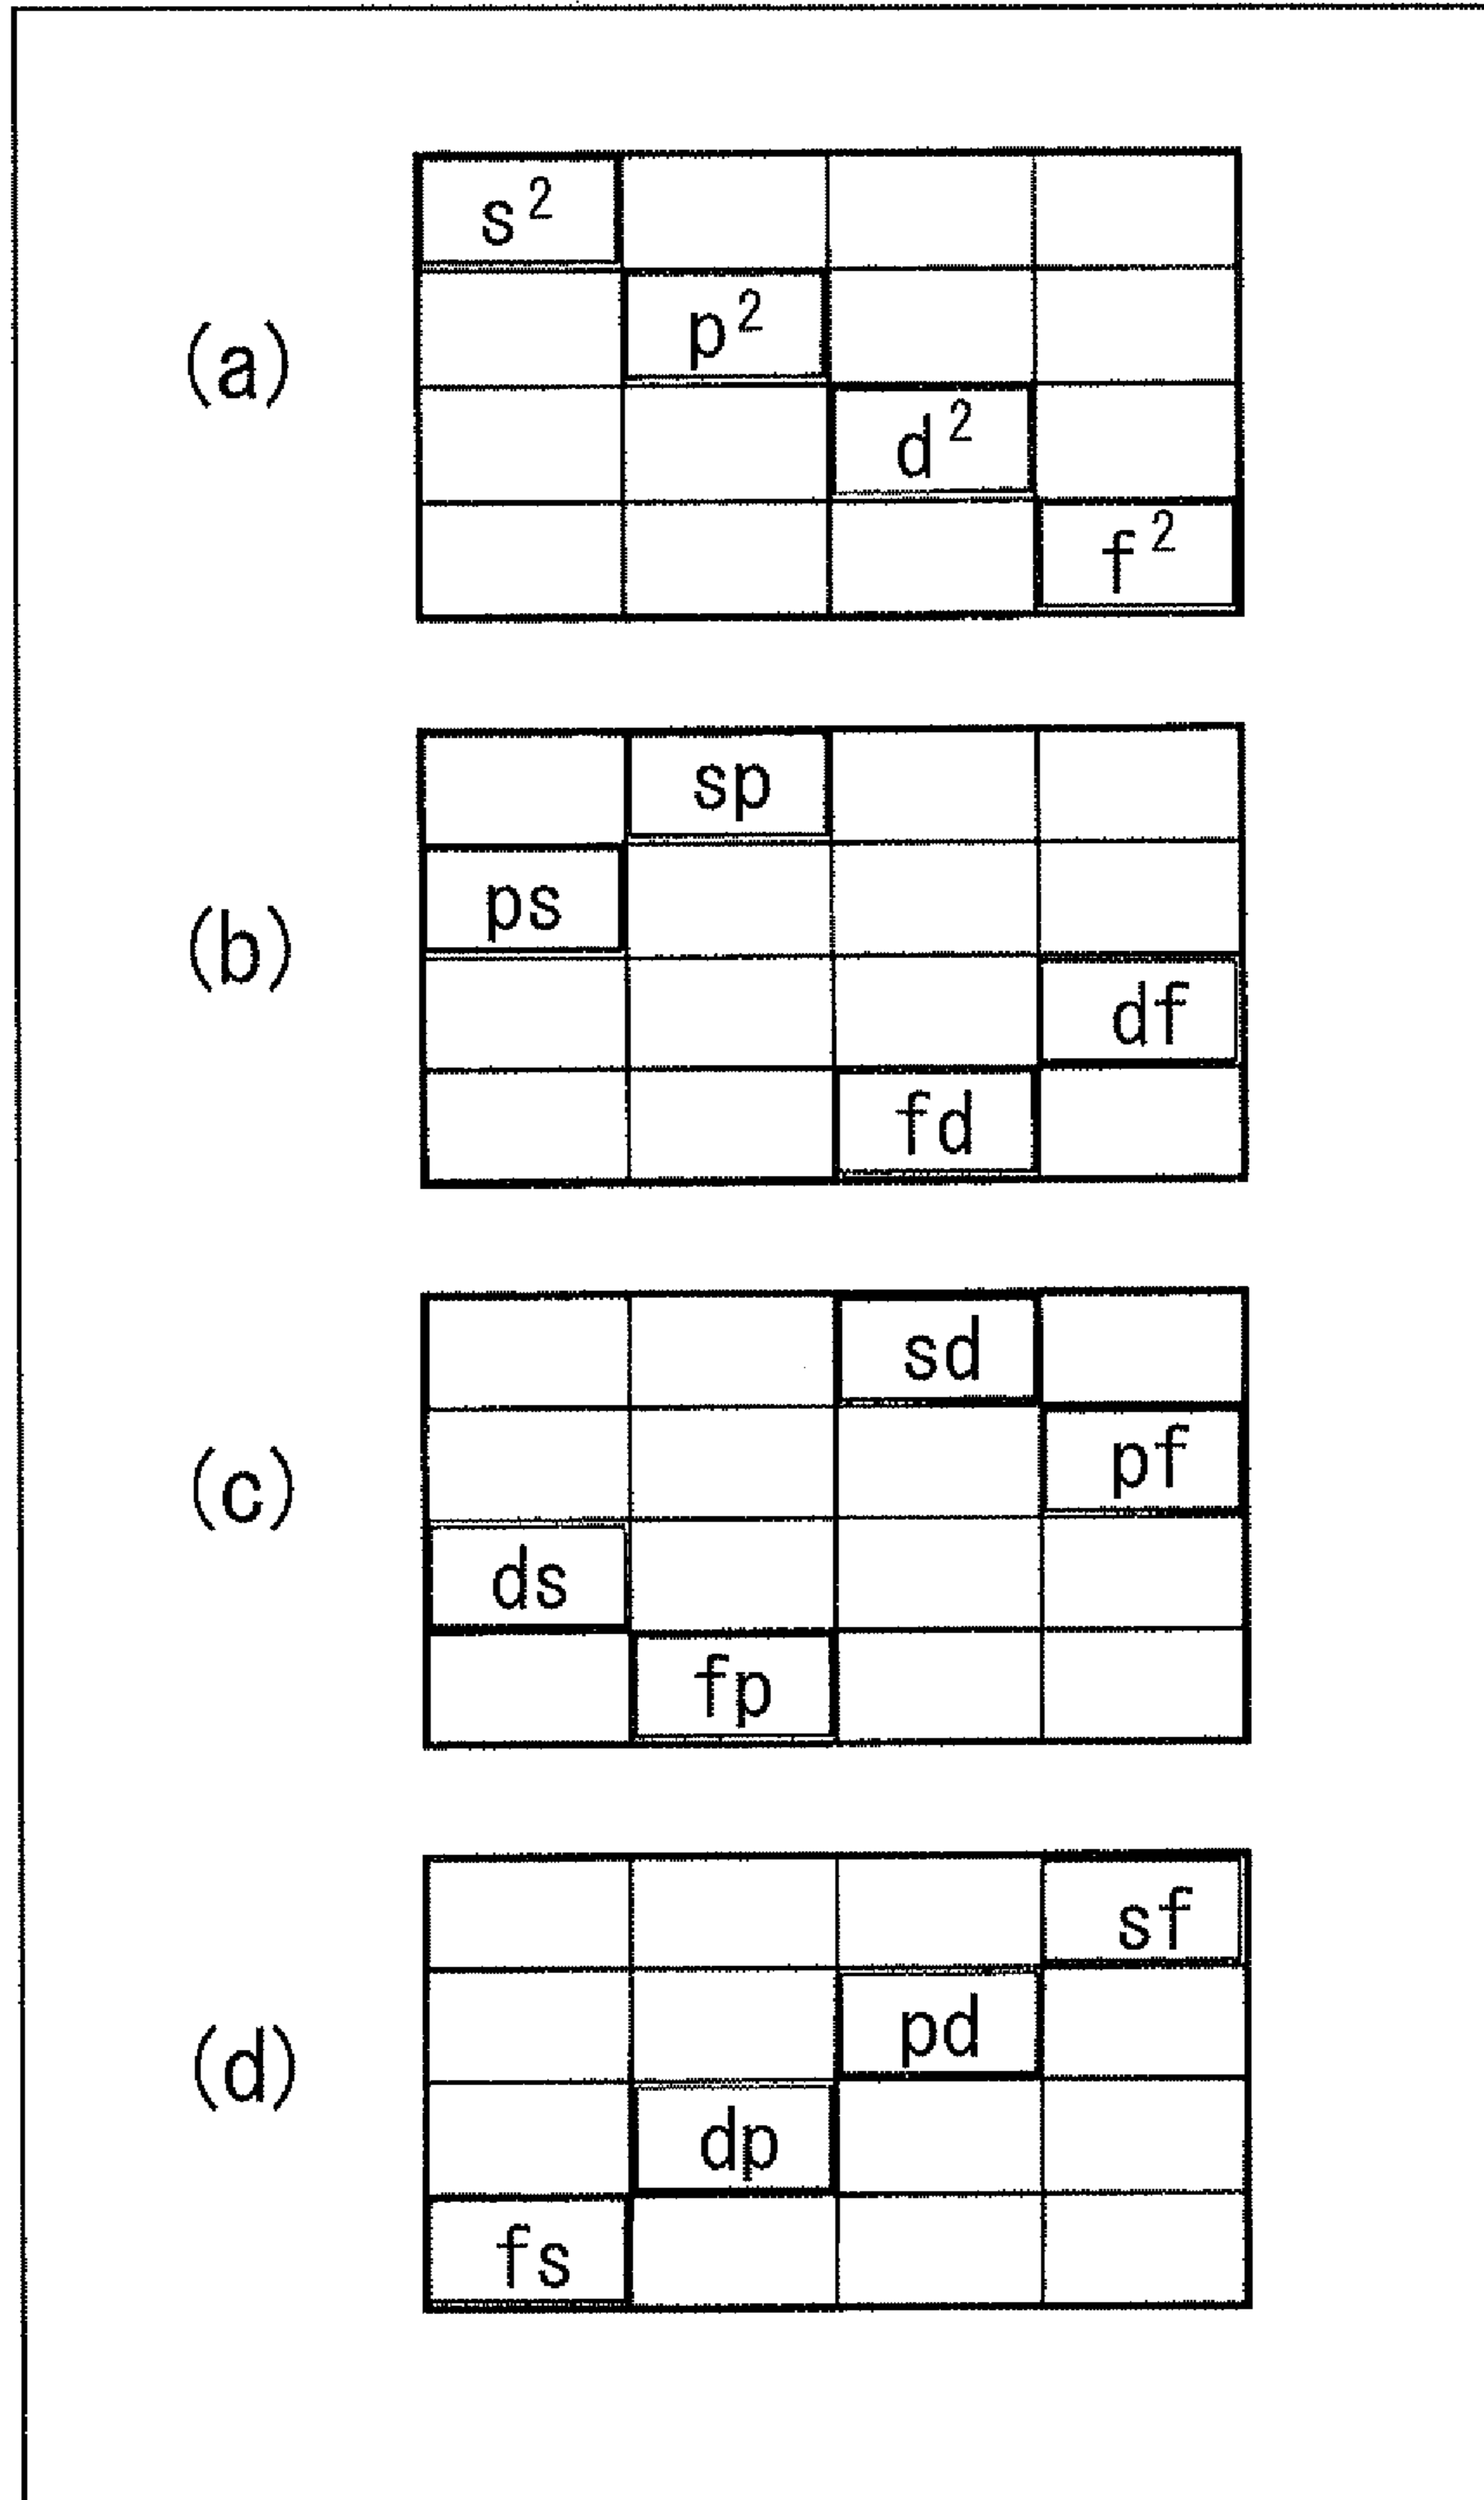 s²
p²
(a)
d²
f²
sp
ps
(b)
df
fd
sd
pf
(c)
ds
fp
sf
pd
(d)
dp
fs